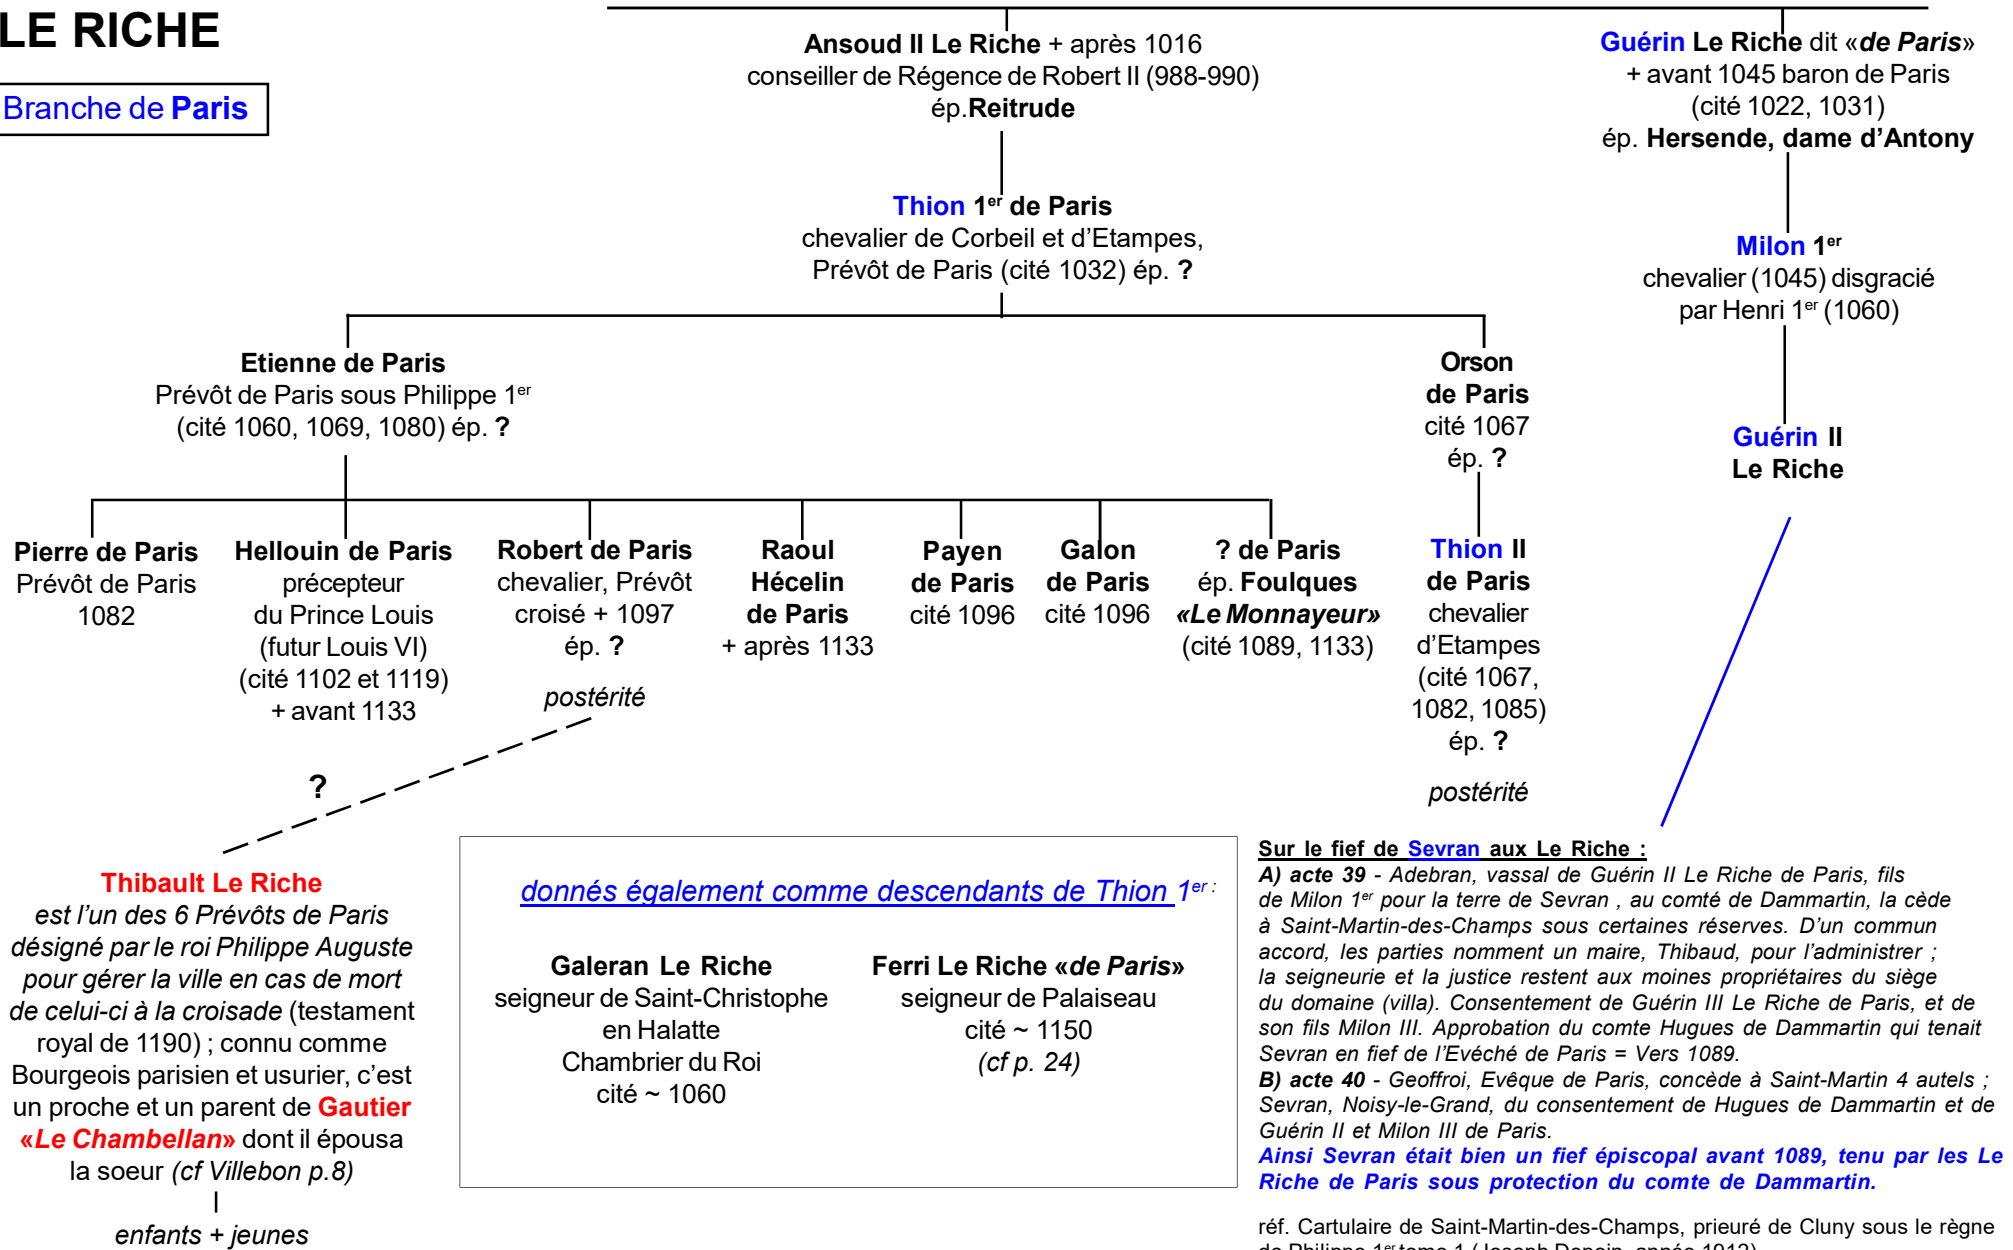 LE RICHE
Branche de Paris
Ansoud II Le Riche + après 1016
conseiller de Régence de Robert II (988-990)
ép.Reitrude
Guérin Le Riche dit «de Paris»
+ avant 1045 baron de Paris
(cité 1022, 1031)
ép. Hersende, dame d'Antony
Thion 1er de Paris
chevalier de Corbeil et d'Etampes,
Prévôt de Paris (cité 1032) ép. ?
Milon 1er
chevalier (1045) disgracié
par Henri 1er (1060)
Etienne de Paris
Prévôt de Paris sous Philippe 1er
(cité 1060, 1069, 1080) ép. ?
Orson
de Paris
cité 1067
ép. ?
Guérin II
Le Riche
Pierre de Paris
Prévôt de Paris
1082
Hellouin de Paris
précepteur
du Prince Louis
(futur Louis VI)
(cité 1102 et 1119)
+ avant 1133
Robert de Paris
chevalier, Prévôt
croisé + 1097
ép. ?
postérité
Raoul
Hécelin
de Paris
+ après 1133
Payen
de Paris
cité 1096
Galon
de Paris
cité 1096
? de Paris
ép. Foulques
«Le Monnayeur»
(cité 1089, 1133)
Thion II
de Paris
chevalier
d'Etampes
(cité 1067,
1082, 1085)
ép. ?
postérité
?
Thibault Le Riche
est l'un des 6 Prévôts de Paris
désigné par le roi Philippe Auguste
pour gérer la ville en cas de mort
de celui-ci à la croisade (testament
royal de 1190) ; connu comme
Bourgeois parisien et usurier, c'est
un proche et un parent de Gautier
«Le Chambellan» dont il épousa
la soeur (cf Villebon p.8)
enfants + jeunes
donnés également comme descendants de Thion 1er :
Galeran Le Riche
seigneur de Saint-Christophe
en Halatte
Chambrier du Roi
cité ~ 1060
Ferri Le Riche «de Paris»
seigneur de Palaiseau
cité ~ 1150
(cf p. 24)
Sur le fief de Sevran aux Le Riche :
A) acte 39 - Adebran, vassal de Guérin II Le Riche de Paris, fils
de Milon 1er pour la terre de Sevran , au comté de Dammartin, la cède
à Saint-Martin-des-Champs sous certaines réserves. D'un commun
accord, les parties nomment un maire, Thibaud, pour l'administrer ;
la seigneurie et la justice restent aux moines propriétaires du siège
du domaine (villa). Consentement de Guérin III Le Riche de Paris, et de
son fils Milon III. Approbation du comte Hugues de Dammartin qui tenait
Sevran en fief de l'Evéché de Paris = Vers 1089.
B) acte 40 - Geoffroi, Evêque de Paris, concède à Saint-Martin 4 autels ;
Sevran, Noisy-le-Grand, du consentement de Hugues de Dammartin et de
Guérin II et Milon III de Paris.
Ainsi Sevran était bien un fief épiscopal avant 1089, tenu par les Le
Riche de Paris sous protection du comte de Dammartin.
réf. Cartulaire de Saint-Martin-des-Champs, prieuré de Cluny sous le règne
de Philippe 1er tome 1 (Joseph Depoin, année 1912)